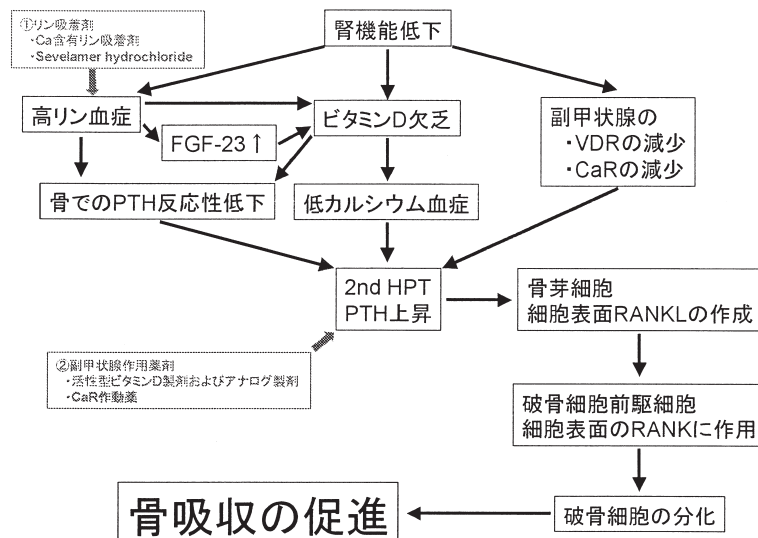 ①リン吸着剤
・Ca含有リン吸着剤
・Sevelamer hydrochloride
腎機能低下
高リン血症
FGF-23↑
ビタミンD欠乏
副甲状腺の
・VDRの減少
・CaRの減少
骨でのPTH反応性低下
低カルシウム血症
2nd HPT
PTH上昇
骨芽細胞
細胞表面RANKLの作成
②副甲状腺作用薬剤
・活性型ビタミンD製剤およびアナログ製剤
・CaR作動薬
破骨細胞前駆細胞
細胞表面のRANKに作用
破骨細胞の分化
骨吸収の促進